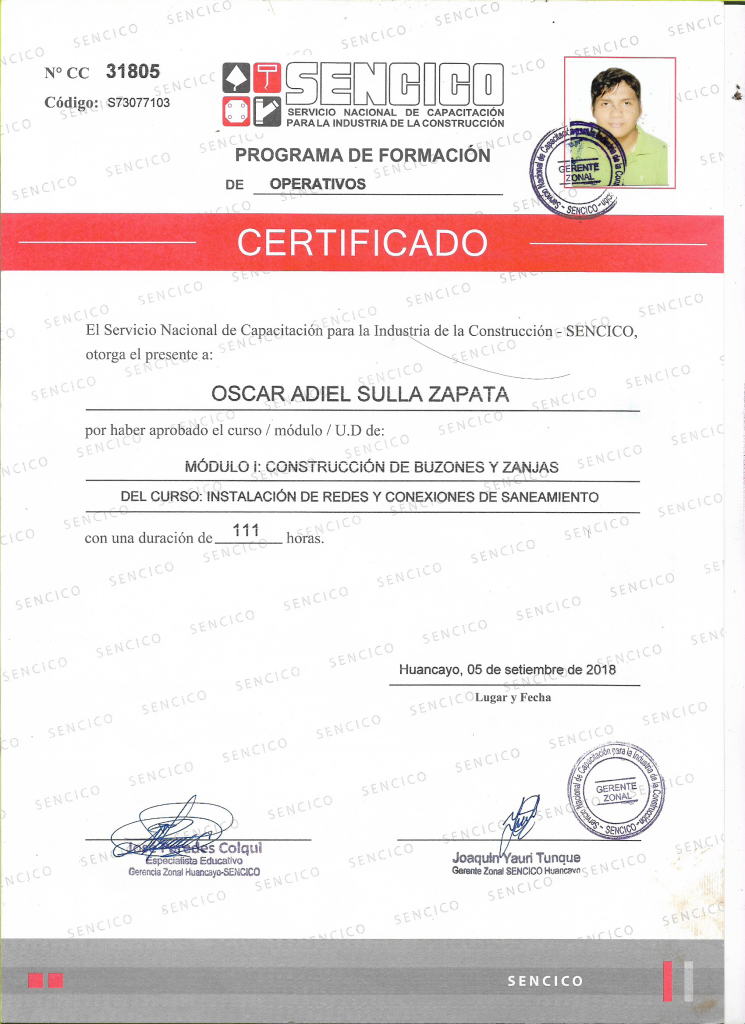 N° CC 31805
Código: S73077103
SENCICO
SERVICIO NACIONAL DE CAPACITACIÓN
PARA LA INDUSTRIA DE LA CONSTRUCCIÓN
PROGRAMA DE FORMACIÓN
DE OPERATIVOS
Servicio Nacional de Capacitación para la Industria de la
GERENTE
ZONAL
- SENCICO -
CERTIFICADO
El Servicio Nacional de Capacitación para la Industria de la Construcción - SENCICO,
otorga el presente a:
OSCAR ADIEL SULLA ZAPATA
por haber aprobado el curso / módulo / U.D de:
MÓDULO I: CONSTRUCCIÓN DE BUZONES Y ZANJAS
DEL CURSO: INSTALACIÓN DE REDES Y CONEXIONES DE SANEAMIENTO
con una duración de 111 horas.
Huancayo, 05 de setiembre de 2018
Lugar y Fecha
Servicio Nacional de Capacitación para la Industria de la Construcción
GERENTE
ZONAL
- SENCICO -
Colqui
Especialista Educativo
Gerencia Zonal Huancayo-SENCICO
Joaquin Yauri Tunque
Gerente Zonal SENCICO Huancayo
SENCICO